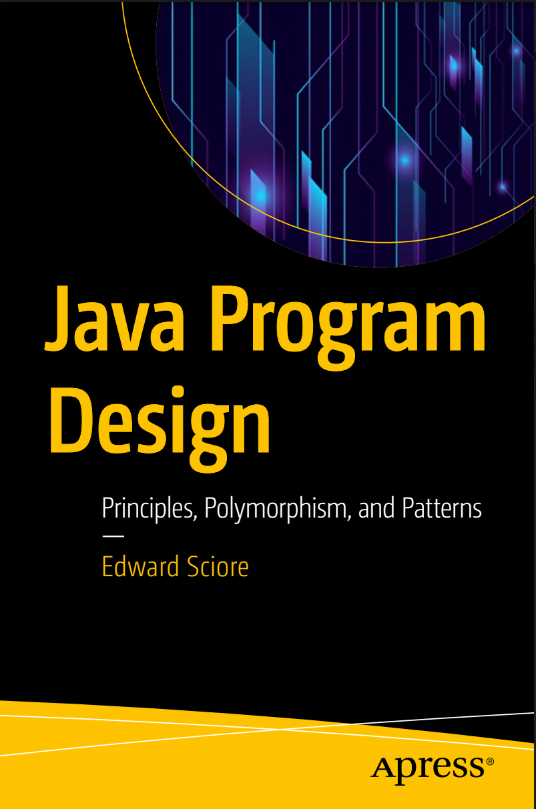 Java Program
Design
Principles, Polymorphism, and Patterns
Edward Sciore
Apress®